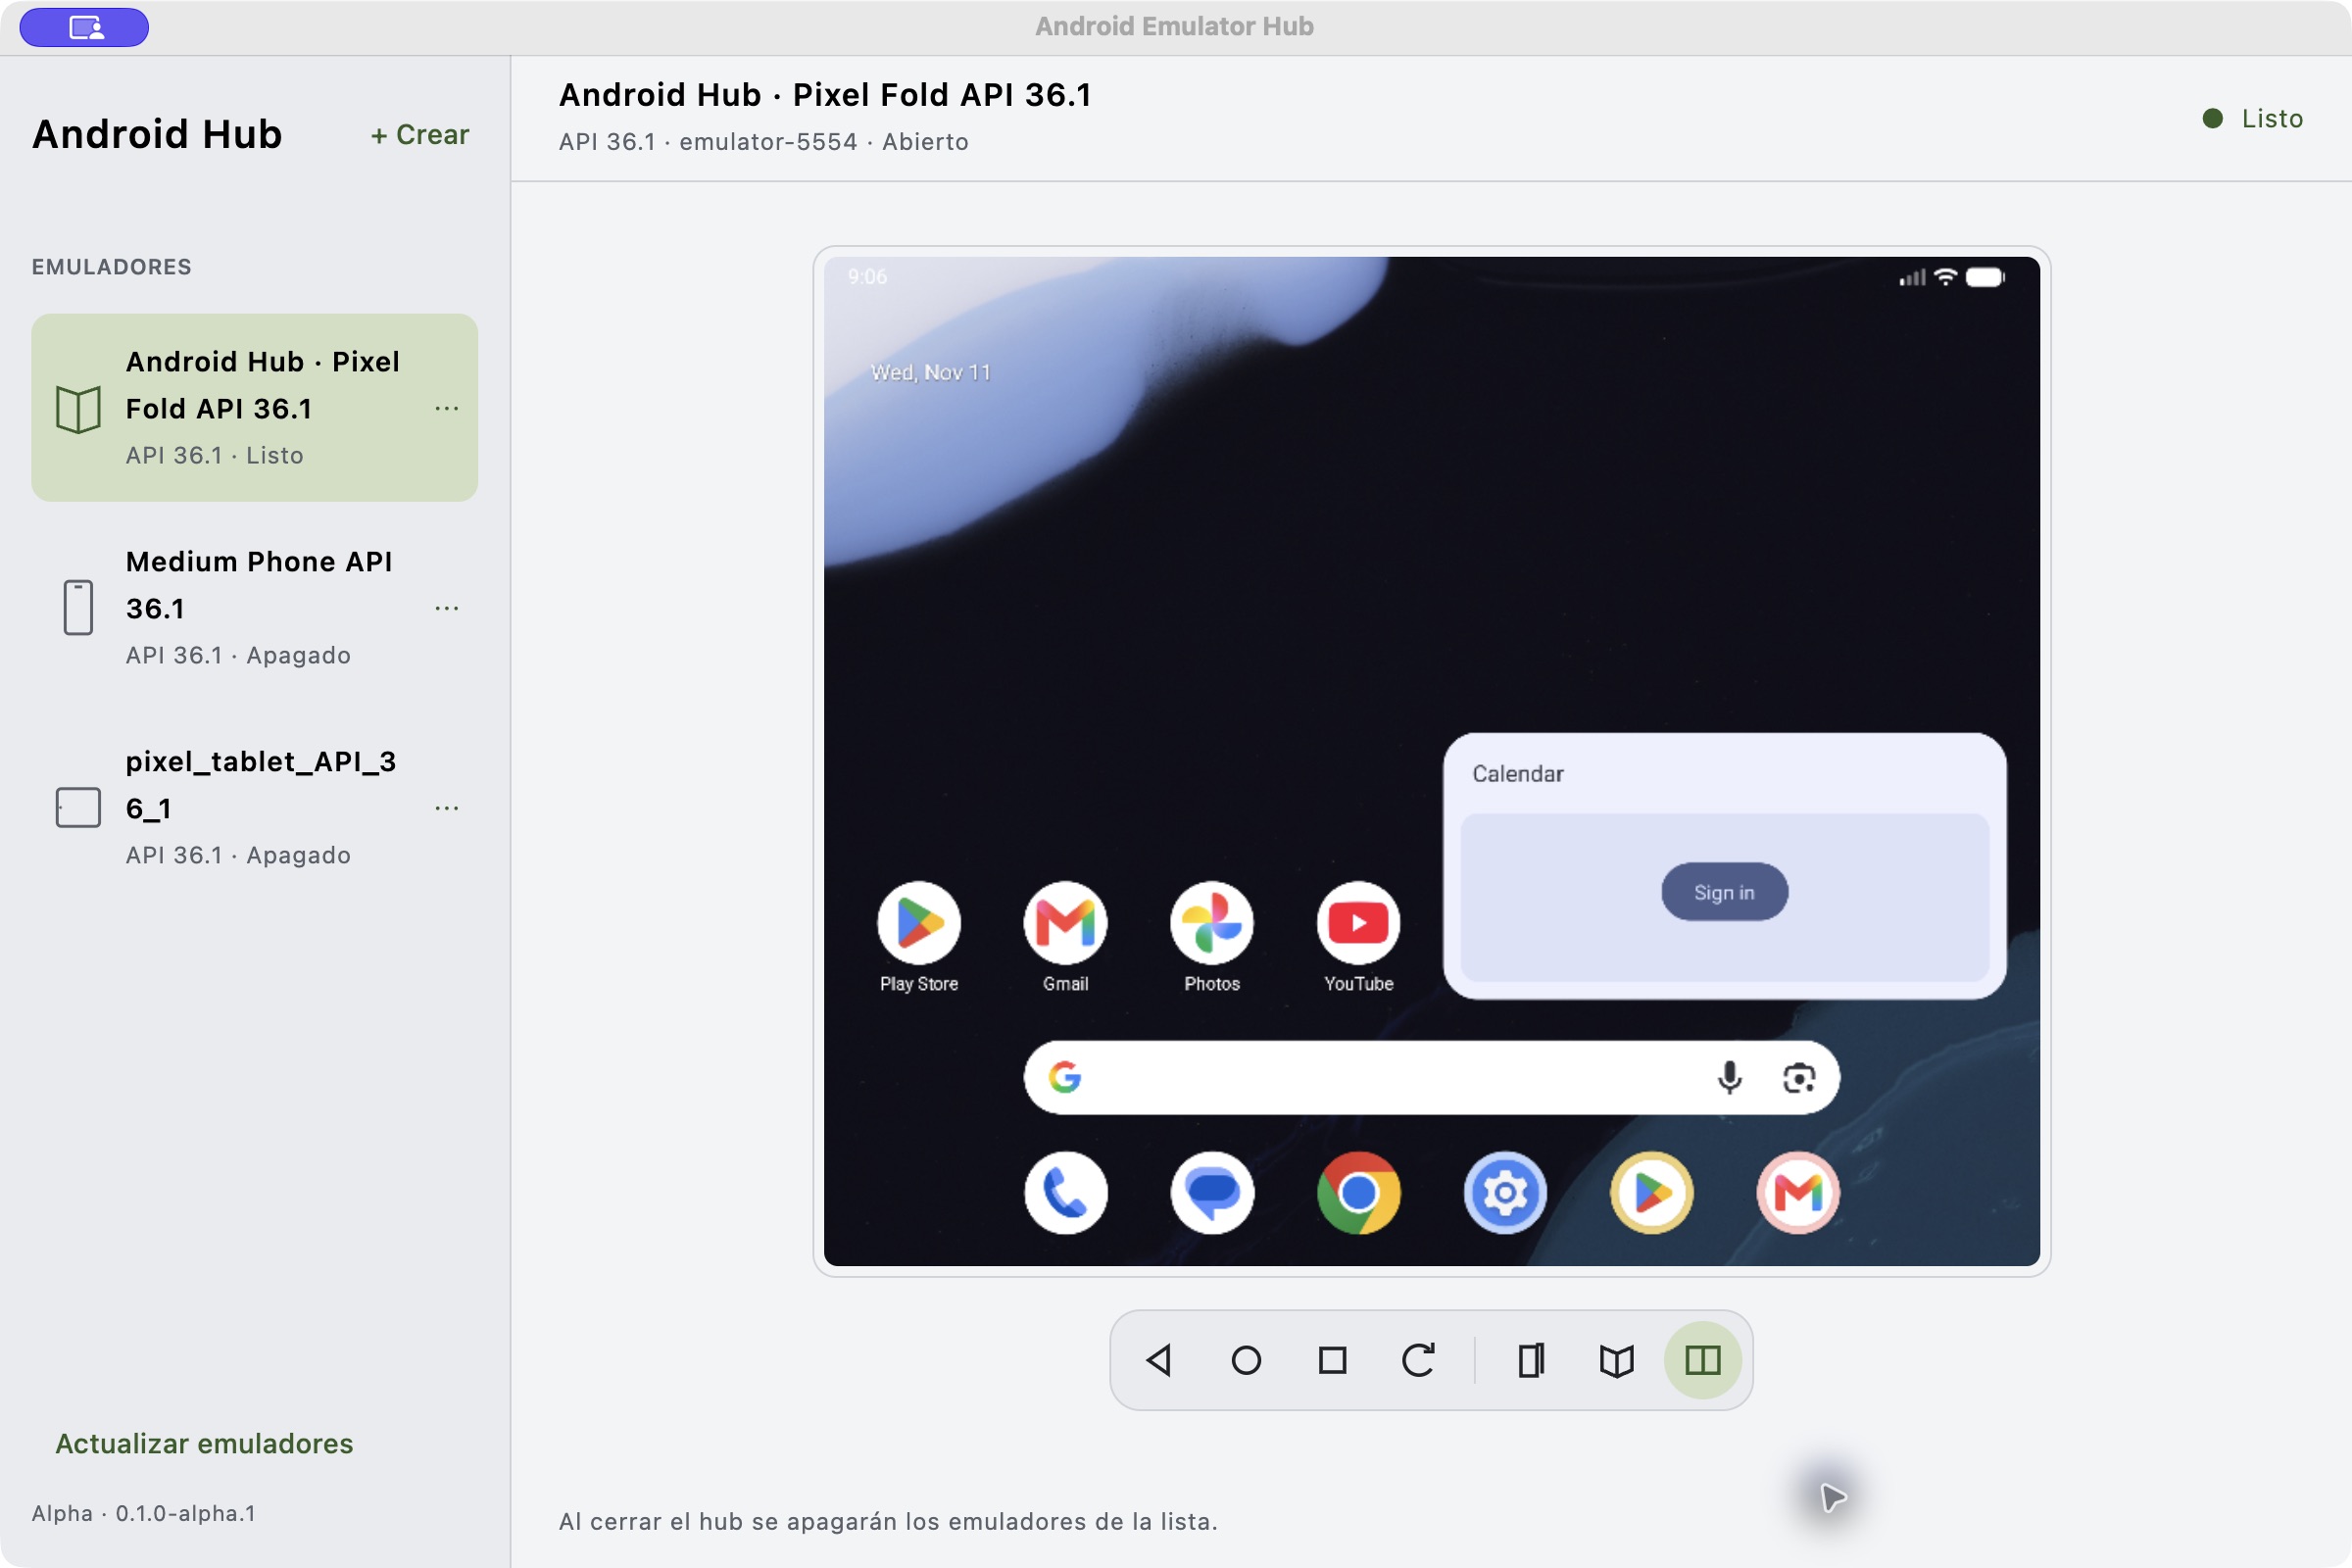 Android Emulator Hub
Android Hub
+ Crear
EMULADORES
Android Hub · Pixel
Fold API 36.1
API 36.1 · Listo
Medium Phone API
36.1
API 36.1 · Apagado
pixel_tablet_API_3
6_1
API 36.1 · Apagado
Actualizar emuladores
Alpha · 0.1.0-alpha.1
Android Hub · Pixel Fold API 36.1
API 36.1 · emulator-5554 · Abierto
Listo
9:06
Wed, Nov 11
Calendar
Sign in
Play Store
Gmail
Photos
YouTube
Al cerrar el hub se apagarán los emuladores de la lista.